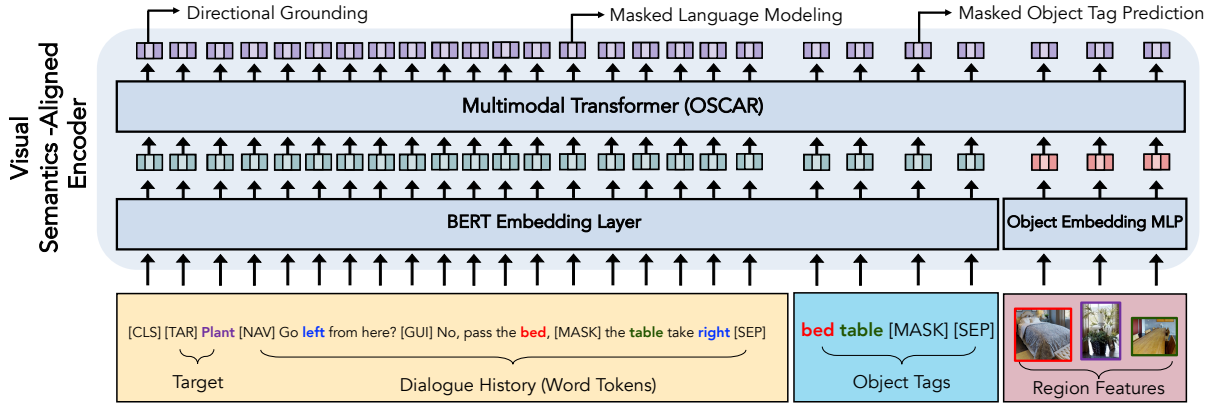 Directional Grounding
Masked Language Modeling
Masked Object Tag Prediction
Visual
Semantics -Aligned
Encoder
Multimodal Transformer (OSCAR)
BERT Embedding Layer
Object Embedding MLP
[CLS] [TAR] Plant [NAV] Go left from here? [GUI] No, pass the bed, [MASK] the table take right [SEP]
Target
Dialogue History (Word Tokens)
bed table [MASK] [SEP]
Object Tags
Region Features